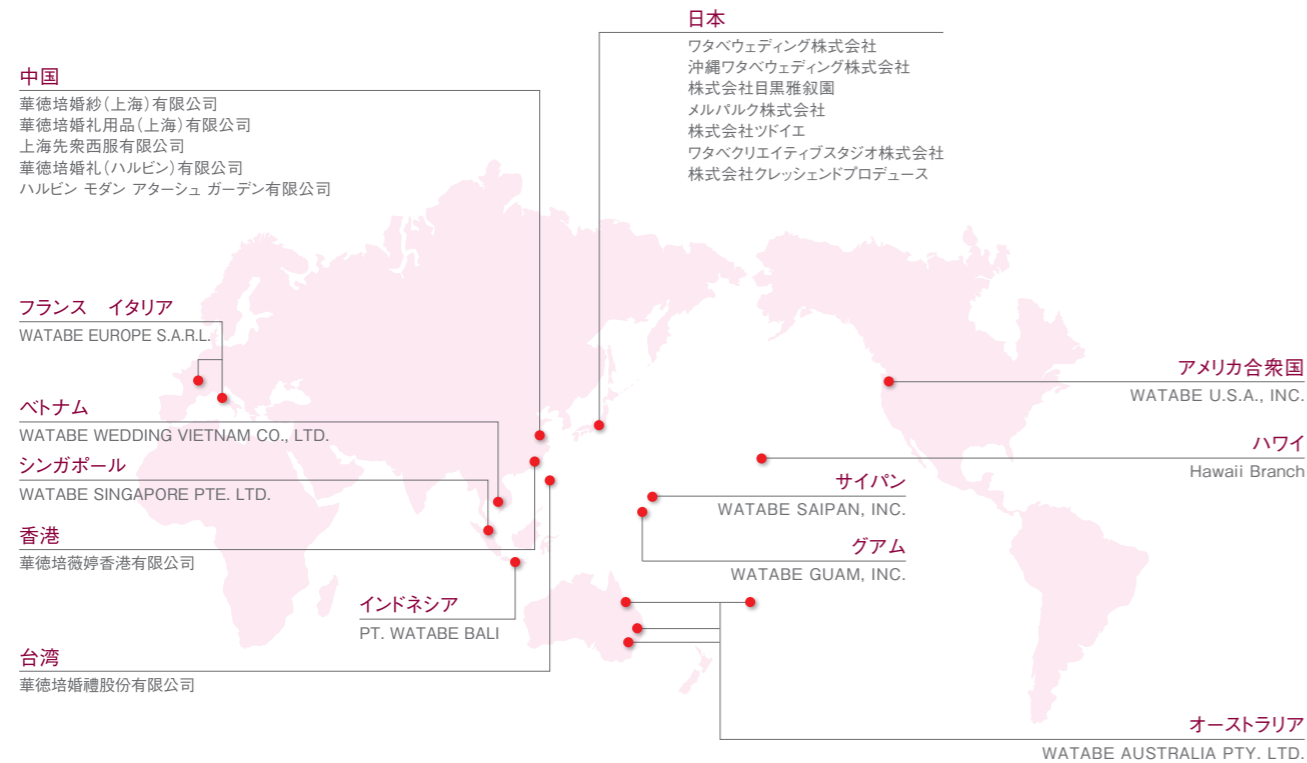 日本
ワタベウェディング株式会社
沖縄ワタベウェディング株式会社
株式会社目黒雅叙園
メルパルク株式会社
株式会社ツドイエ
ワタベクリエイティブスタジオ株式会社
株式会社クレッシェンドプロデュース
中国
華徳培婚紗（上海）有限公司
華徳培婚礼用品（上海）有限公司
上海先衆西服有限公司
華徳培婚礼（ハルビン）有限公司
ハルビン モダン アターシュ ガーデン有限公司
フランス　イタリア
WATABE EUROPE S.A.R.L.
ベトナム
WATABE WEDDING VIETNAM CO., LTD.
シンガポール
WATABE SINGAPORE PTE. LTD.
香港
華徳培薇婷香港有限公司
インドネシア
PT. WATABE BALI
台湾
華徳培婚禮股份有限公司
アメリカ合衆国
WATABE U.S.A., INC.
ハワイ
Hawaii Branch
サイパン
WATABE SAIPAN, INC.
グアム
WATABE GUAM, INC.
オーストラリア
WATABE AUSTRALIA PTY. LTD.